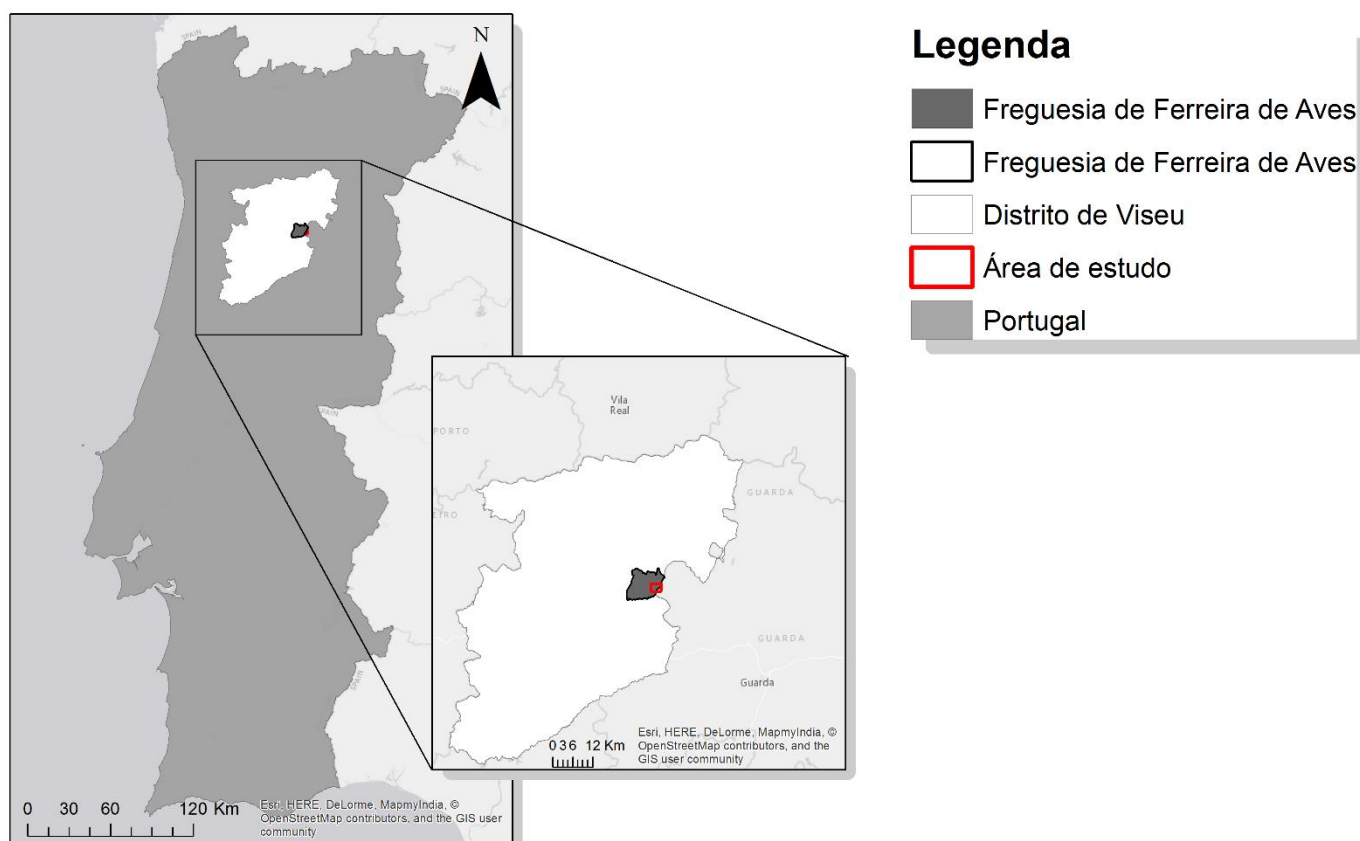 SPAIN
N
SPAIN
SPAIN
SPAIN
0 30 60 120 Km
Esri, HERE, DeLorme, MapmyIndia, ©
OpenStreetMap contributors, and the GIS user
community
Vila
Real
PORTO
GUARDA
EIRO
GUARDA
Guarda
0 3 6 12 Km
Esri, HERE, DeLorme, MapmyIndia, ©
OpenStreetMap contributors, and the
GIS user community
Legenda
Freguesia de Ferreira de Aves
Freguesia de Ferreira de Aves
Distrito de Viseu
Área de estudo
Portugal